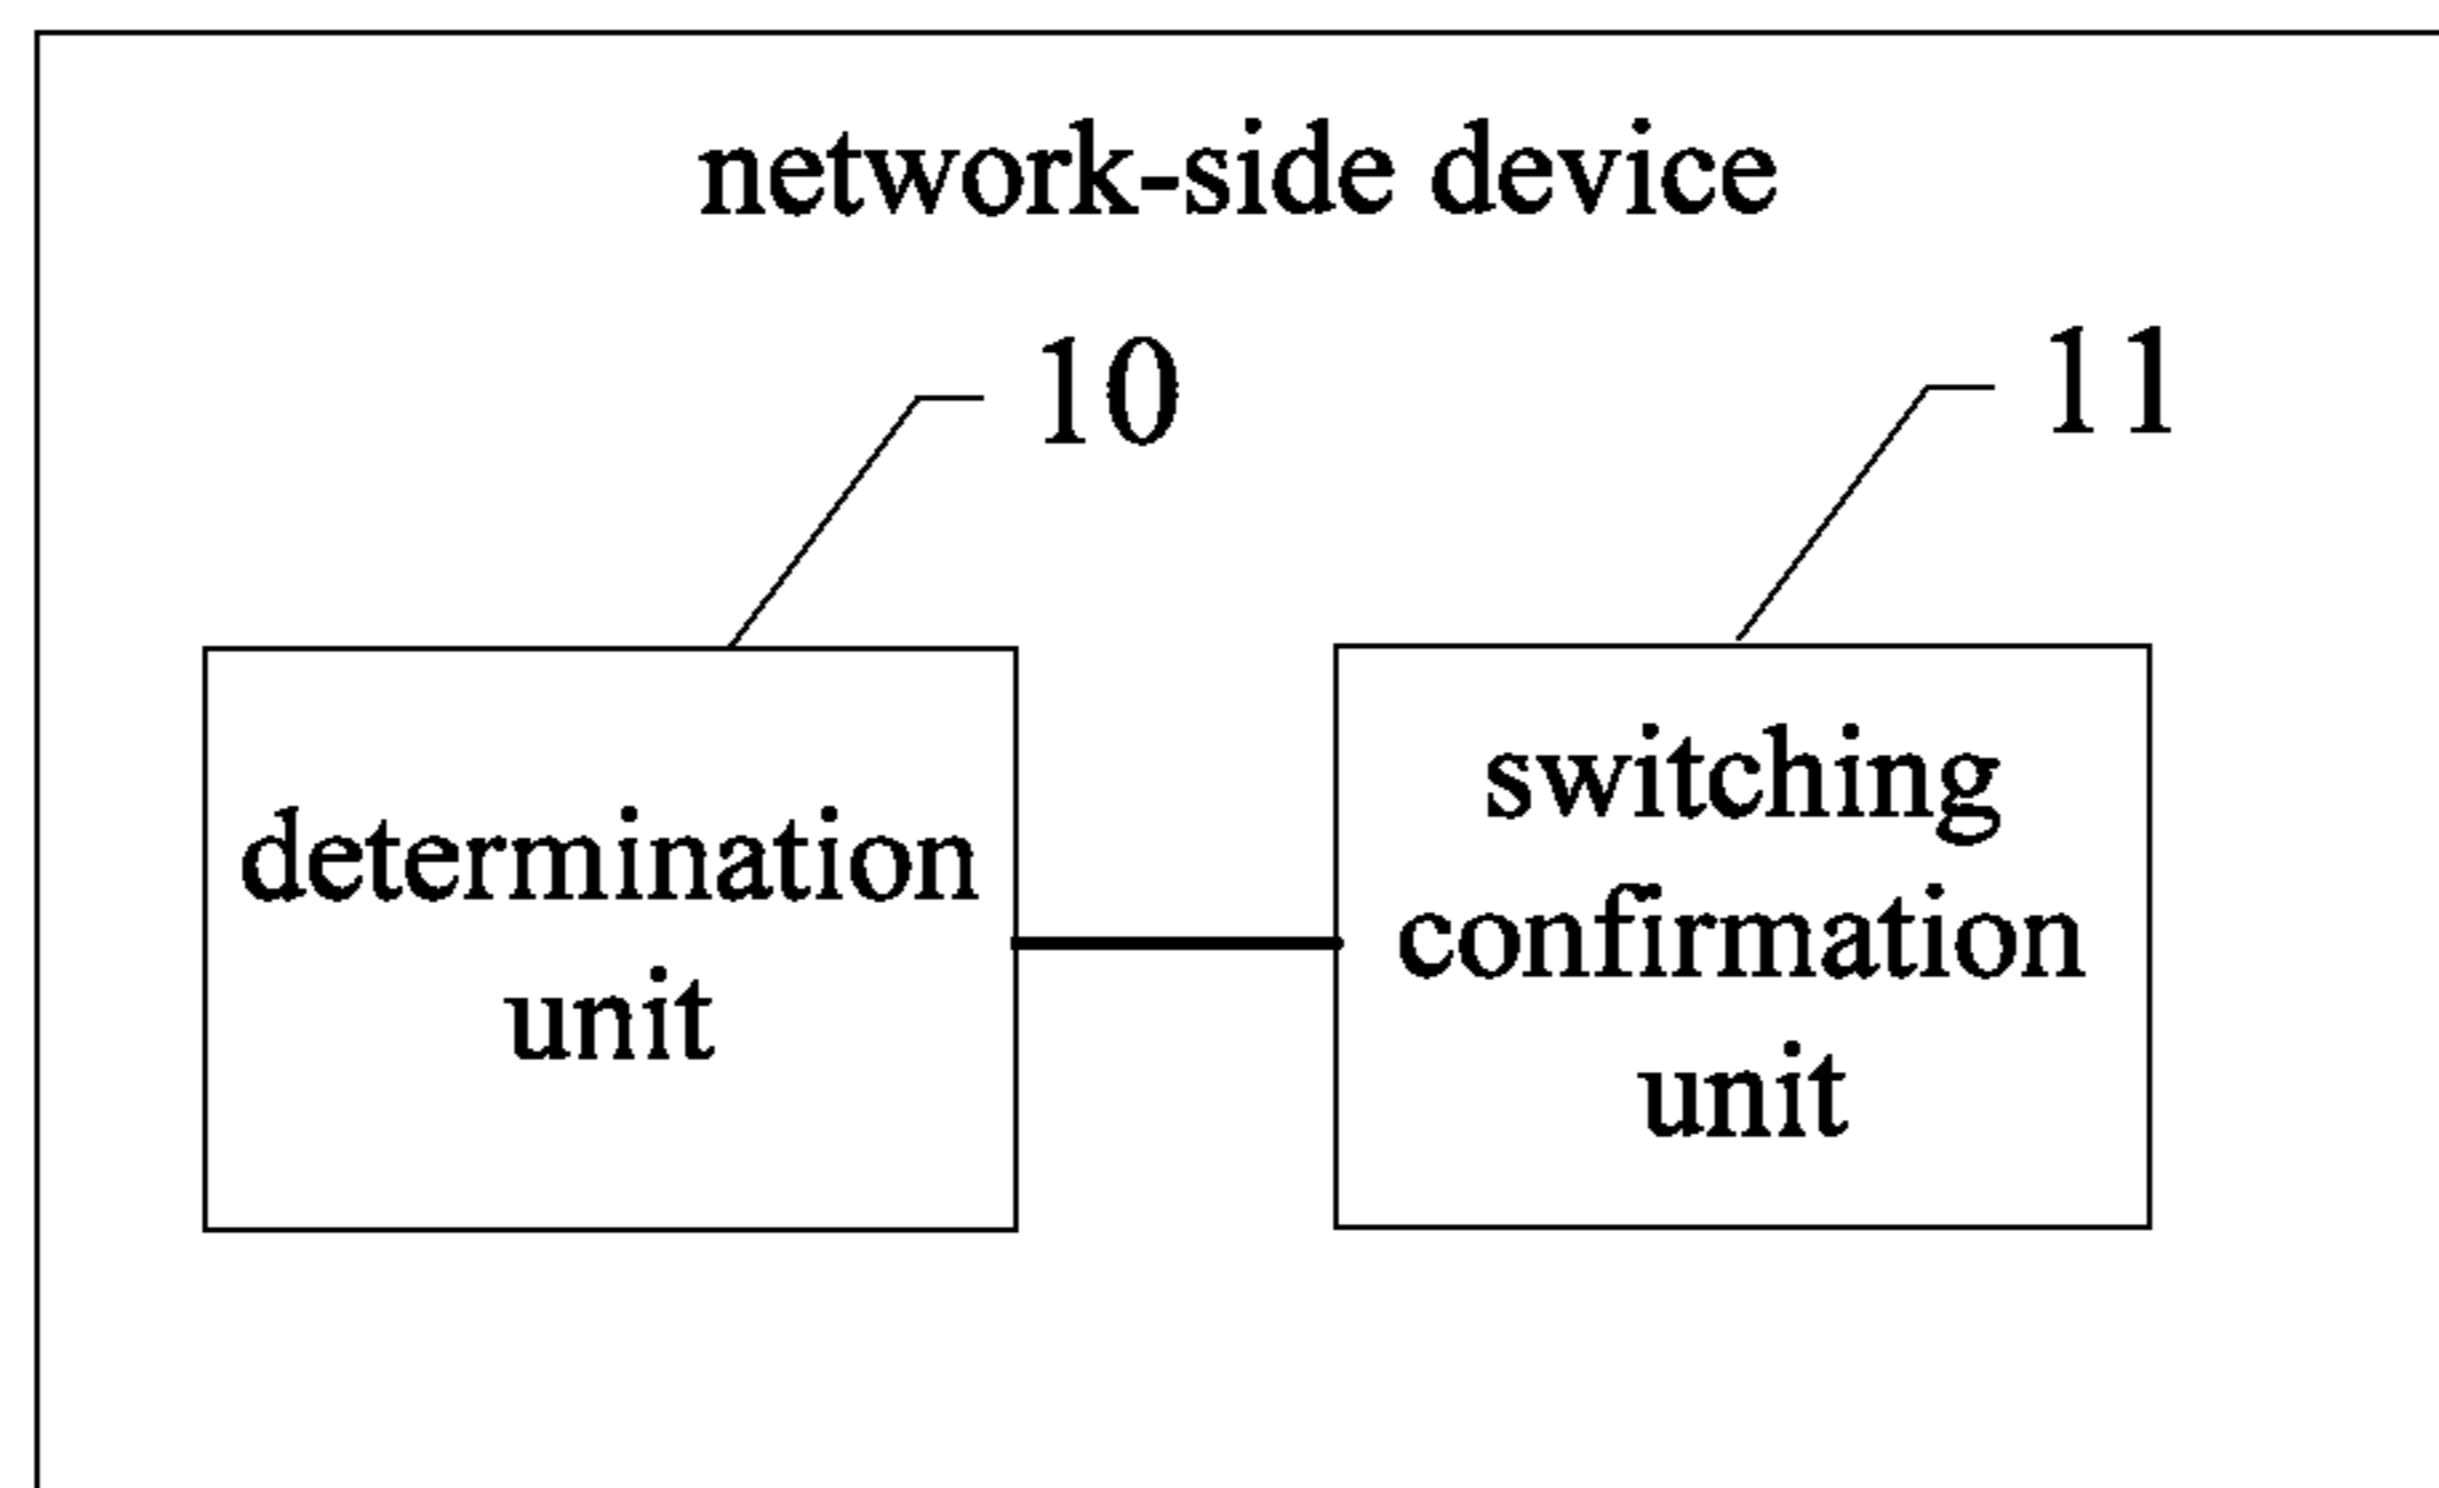 network-side device
10
11
determination
unit
switching
confirmation
unit